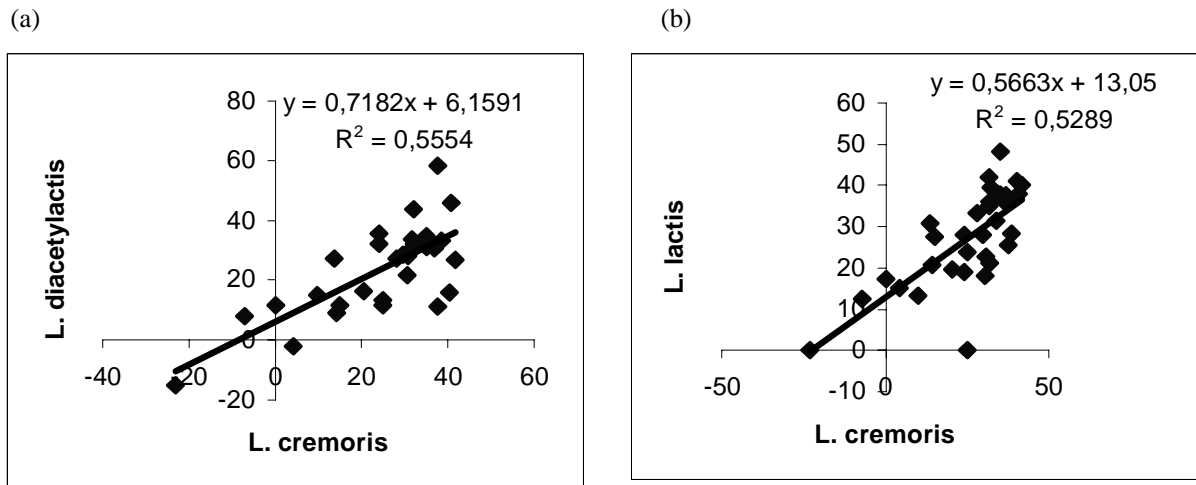 (a)
y = 0,7182x + 6,1591
R² = 0,5554
80
60
40
20
0
-20
-40 -20 0 20 40 60
L. diacetylactis
L. cremoris
(b)
y = 0,5663x + 13,05
R² = 0,5289
60
50
40
30
20
10
0
-10
-50 0 50
L. lactis
L. cremoris